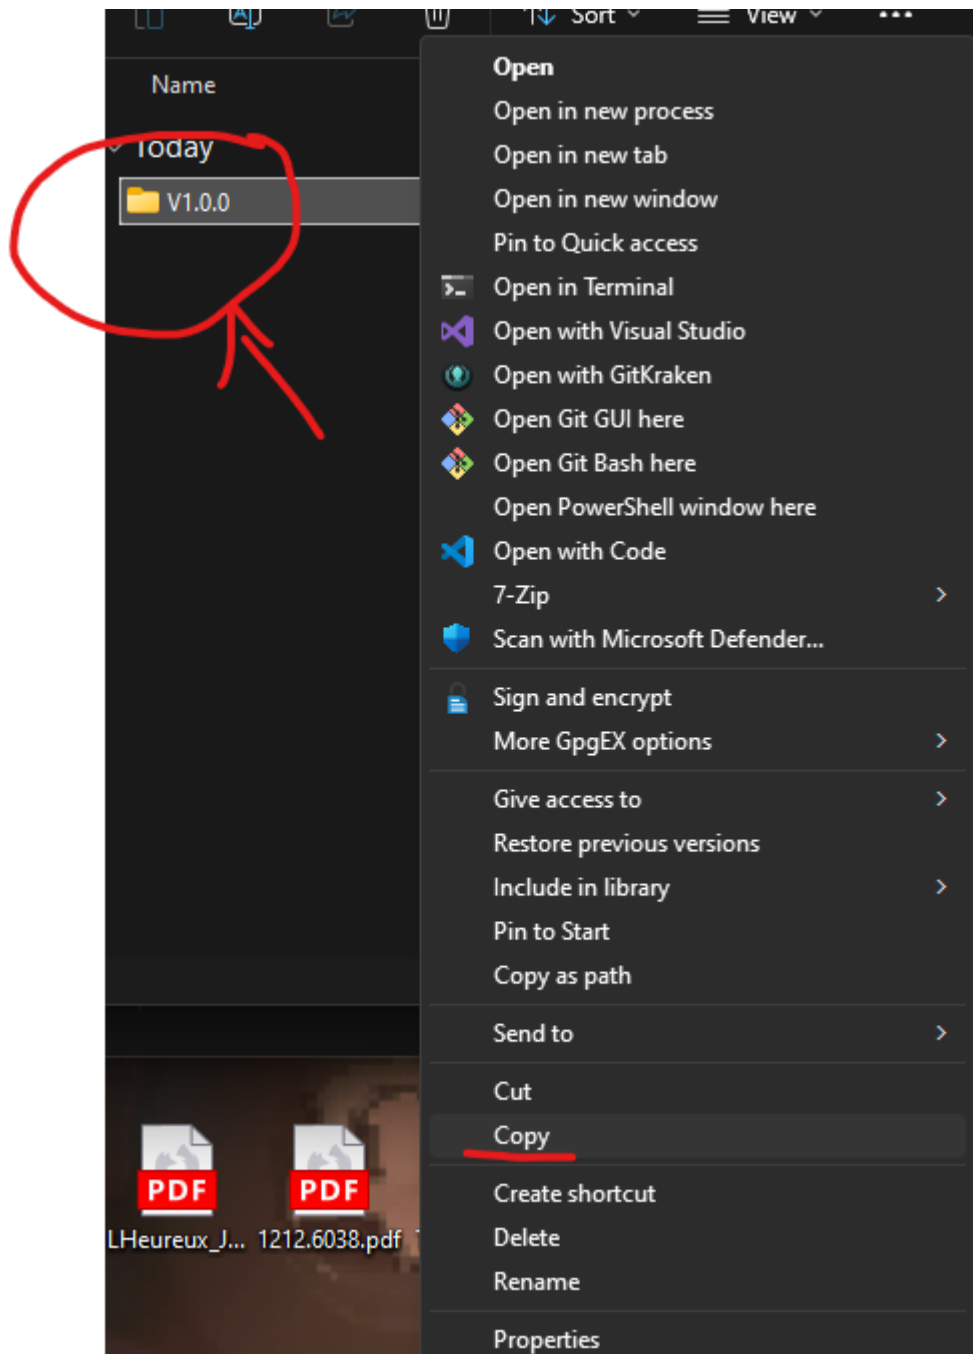 Sort
View
Name
Today
V1.0.0
Open
Open in new process
Open in new tab
Open in new window
Pin to Quick access
Open in Terminal
Open with Visual Studio
Open with GitKraken
Open Git GUI here
Open Git Bash here
Open PowerShell window here
Open with Code
7-Zip
Scan with Microsoft Defender...
Sign and encrypt
More GpgEX options
Give access to
Restore previous versions
Include in library
Pin to Start
Copy as path
Send to
Cut
Copy
Create shortcut
Delete
Rename
Properties
PDF
PDF
LHeureux_J...
1212.6038.pdf